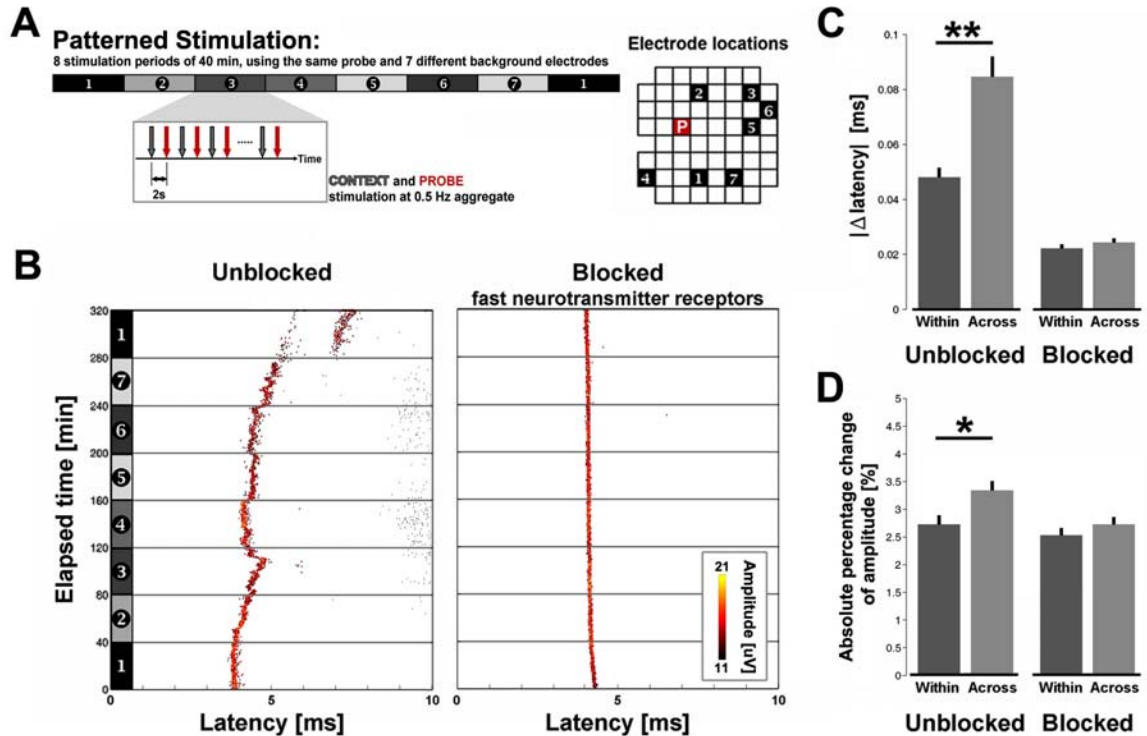 A
Patterned Stimulation:
8 stimulation periods of 40 min, using the same probe and 7 different background electrodes
1 2 3 4 5 6 7 1
Time
2s
CONTEXT and PROBE
stimulation at 0.5 Hz aggregate
Electrode locations
2 3
6
P 5
4 1 7
B
Unblocked
Blocked
fast neurotransmitter receptors
Elapsed time [min]
320
280
240
200
160
120
80
40
0
1
7
6
5
4
3
2
1
0 5 10
Latency [ms]
0 5 10
Latency [ms]
21
11
Amplitude [uV]
C
|Δ latency| [ms]
0.1
0.08
0.06
0.04
0.02
0
**
Within Across Within Across
Unblocked Blocked
D
Absolute percentage change
of amplitude [%]
5
4.5
4
3.5
3
2.5
2
1.5
1
0.5
0
*
Within Across Within Across
Unblocked Blocked